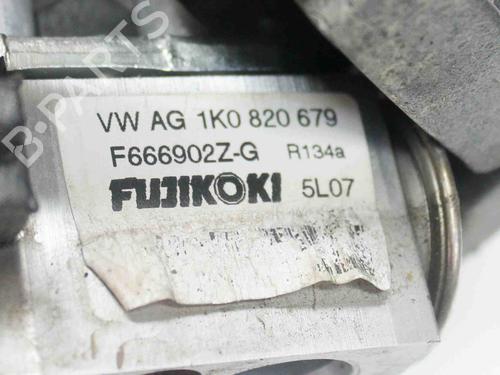 VW AG 1K0 820 679
F666902Z-G R134a
FUJIKOKI 5L07
B-PARTS